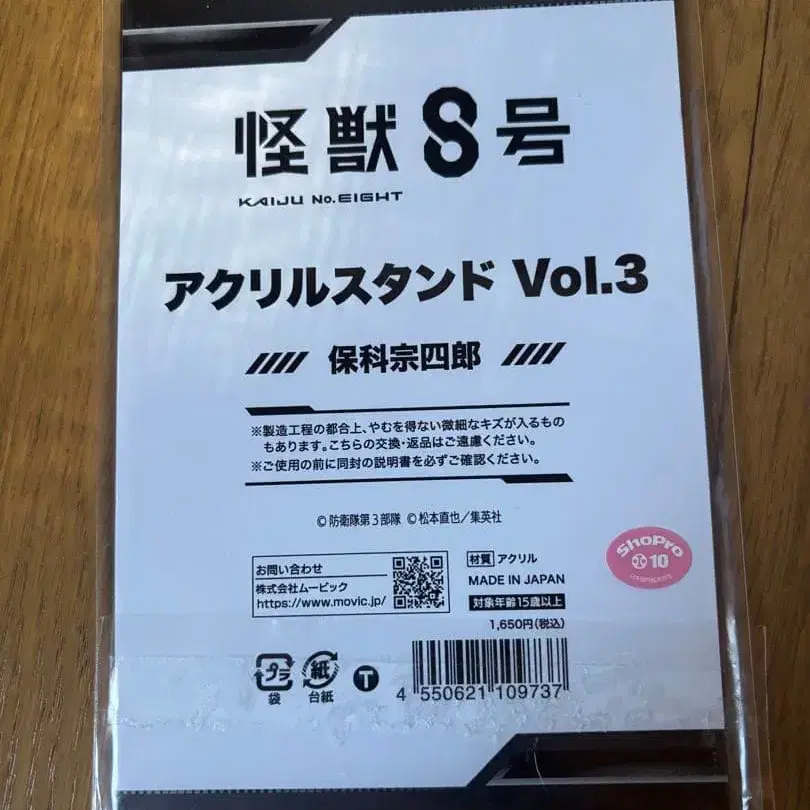 怪獣8号
KAIJU No.EIGHT
アクリルスタンド Vol.3
保科宗四郎
※製造工程の都合上、やむを得ない微細なキズが入るもの
もあります。こちらの交換・返品はご遠慮ください。
※ご使用の前に同封の説明書を必ずご確認ください。
©防衛隊第3部隊 ©松本直也／集英社
お問い合わせ
株式会社ムービック
https://www.movic.jp/
材質 アクリル
MADE IN JAPAN
対象年齢15歳以上
1,650円(税込)
ShoPro
10
プラ
袋
紙
台紙
T
4 550621 109737